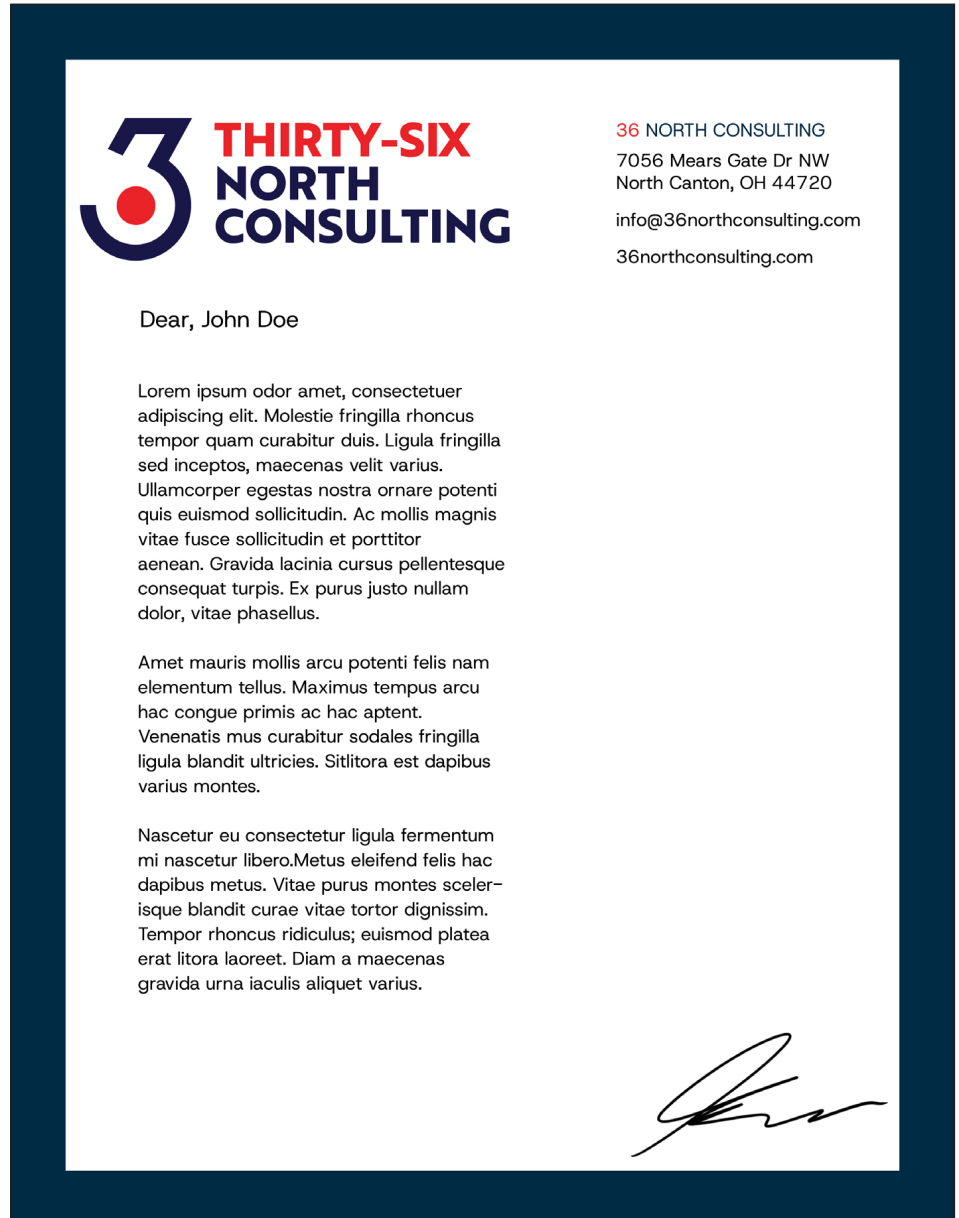 THIRTY-SIX
NORTH
CONSULTING
36 NORTH CONSULTING
7056 Mears Gate Dr NW
North Canton, OH 44720
info@36northconsulting.com
36northconsulting.com
Dear, John Doe
Lorem ipsum odor amet, consectetuer
adipiscing elit. Molestie fringilla rhoncus
tempor quam curabitur duis. Ligula fringilla
sed inceptos, maecenas velit varius.
Ullamcorper egestas nostra ornare potenti
quis euismod sollicitudin. Ac mollis magnis
vitae fusce sollicitudin et porttitor
aenean. Gravida lacinia cursus pellentesque
consequat turpis. Ex purus justo nullam
dolor, vitae phasellus.
Amet mauris mollis arcu potenti felis nam
elementum tellus. Maximus tempus arcu
hac congue primis ac hac aptent.
Venenatis mus curabitur sodales fringilla
ligula blandit ultricies. Sitlitora est dapibus
varius montes.
Nascetur eu consectetur ligula fermentum
mi nascetur libero.Metus eleifend felis hac
dapibus metus. Vitae purus montes sceler-
isque blandit curae vitae tortor dignissim.
Tempor rhoncus ridiculus; euismod platea
erat litora laoreet. Diam a maecenas
gravida urna iaculis aliquet varius.